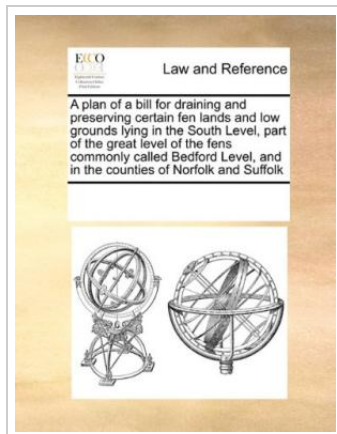 ECCO
Law and Reference
A plan of a bill for draining and
preserving certain fen lands and low
grounds lying in the South Level, part
of the great level of the fens
commonly called Bedford Level, and
in the counties of Norfolk and Suffolk